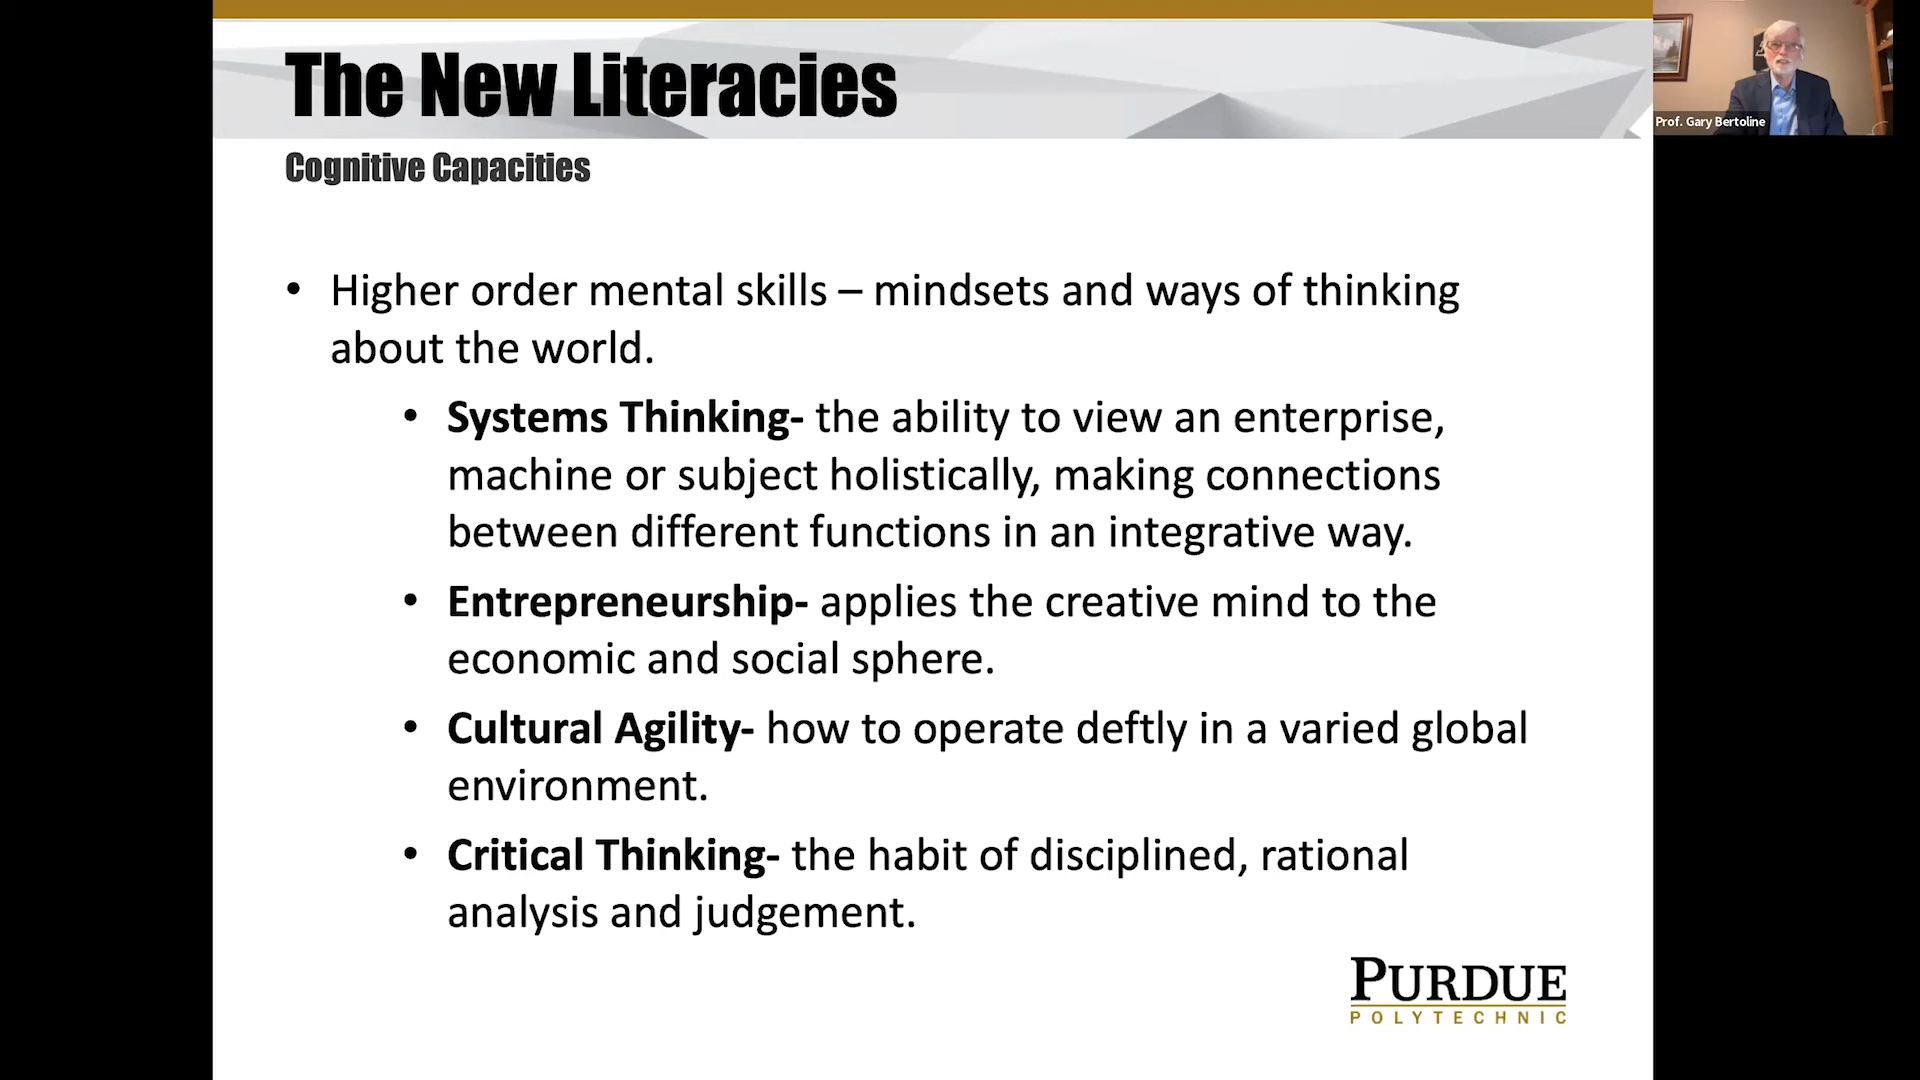 The New Literacies
Prof. Gary Bertoline
Cognitive Capacities
• Higher order mental skills – mindsets and ways of thinking
about the world.
• Systems Thinking- the ability to view an enterprise,
machine or subject holistically, making connections
between different functions in an integrative way.
• Entrepreneurship- applies the creative mind to the
economic and social sphere.
• Cultural Agility- how to operate deftly in a varied global
environment.
• Critical Thinking- the habit of disciplined, rational
analysis and judgement.
PURDUE
POLYTECHNIC